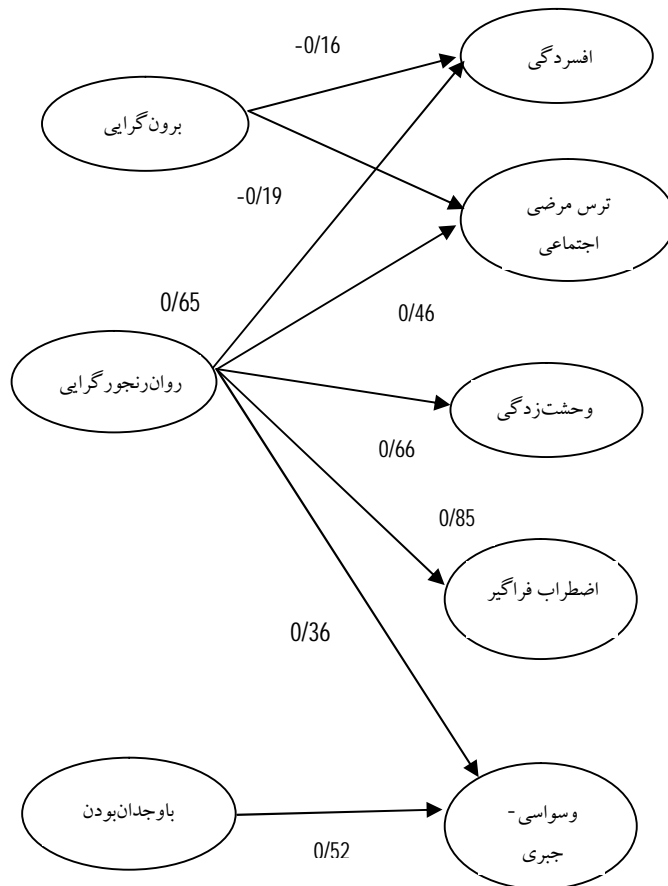 -0/16
افسردگی
برون‌گرایی
-0/19
ترس مرضی
اجتماعی
0/65
0/46
روان‌رنجورگرایی
وحشت‌زدگی
0/66
0/85
اضطراب فراگیر
0/36
وسواسی-
جبری
باوجدان‌بودن
0/52